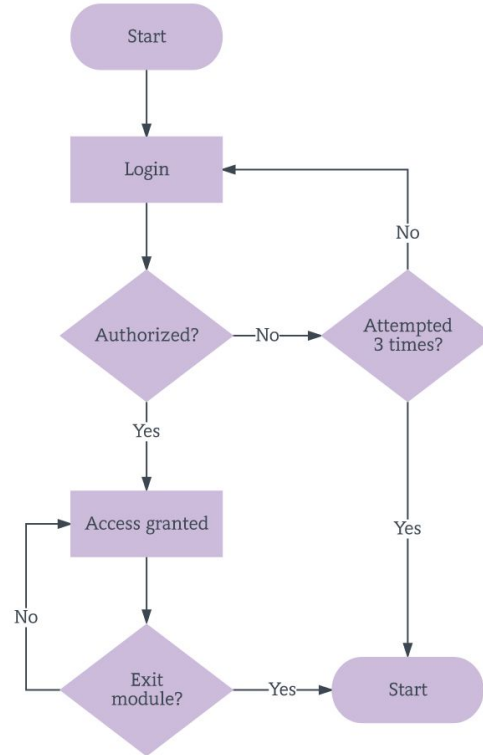 Start
Login
No
Authorized?
No
Attempted
3 times?
Yes
Access granted
Yes
No
Exit
module?
Yes
Start